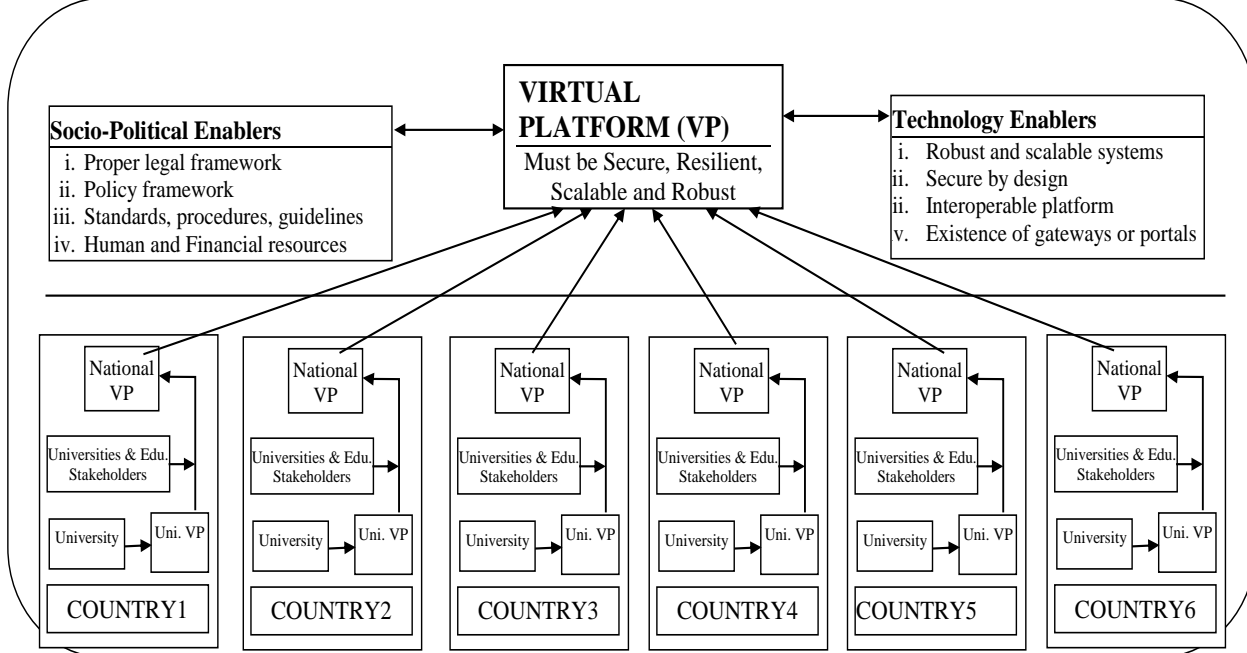 VIRTUAL
PLATFORM (VP)
Must be Secure, Resilient,
Scalable and Robust
Socio-Political Enablers
i. Proper legal framework
ii. Policy framework
iii. Standards, procedures, guidelines
iv. Human and Financial resources
Technology Enablers
i. Robust and scalable systems
ii. Secure by design
ii. Interoperable platform
v. Existence of gateways or portals
National
VP
Universities & Edu.
Stakeholders
University
Uni. VP
COUNTRY1
National
VP
Universities & Edu.
Stakeholders
University
Uni. VP
COUNTRY2
National
VP
Universities & Edu.
Stakeholders
University
Uni. VP
COUNTRY3
National
VP
Universities & Edu.
Stakeholders
University
Uni. VP
COUNTRY4
National
VP
Universities & Edu.
Stakeholders
University
Uni. VP
COUNTRY5
National
VP
Universities & Edu.
Stakeholders
University
Uni. VP
COUNTRY6